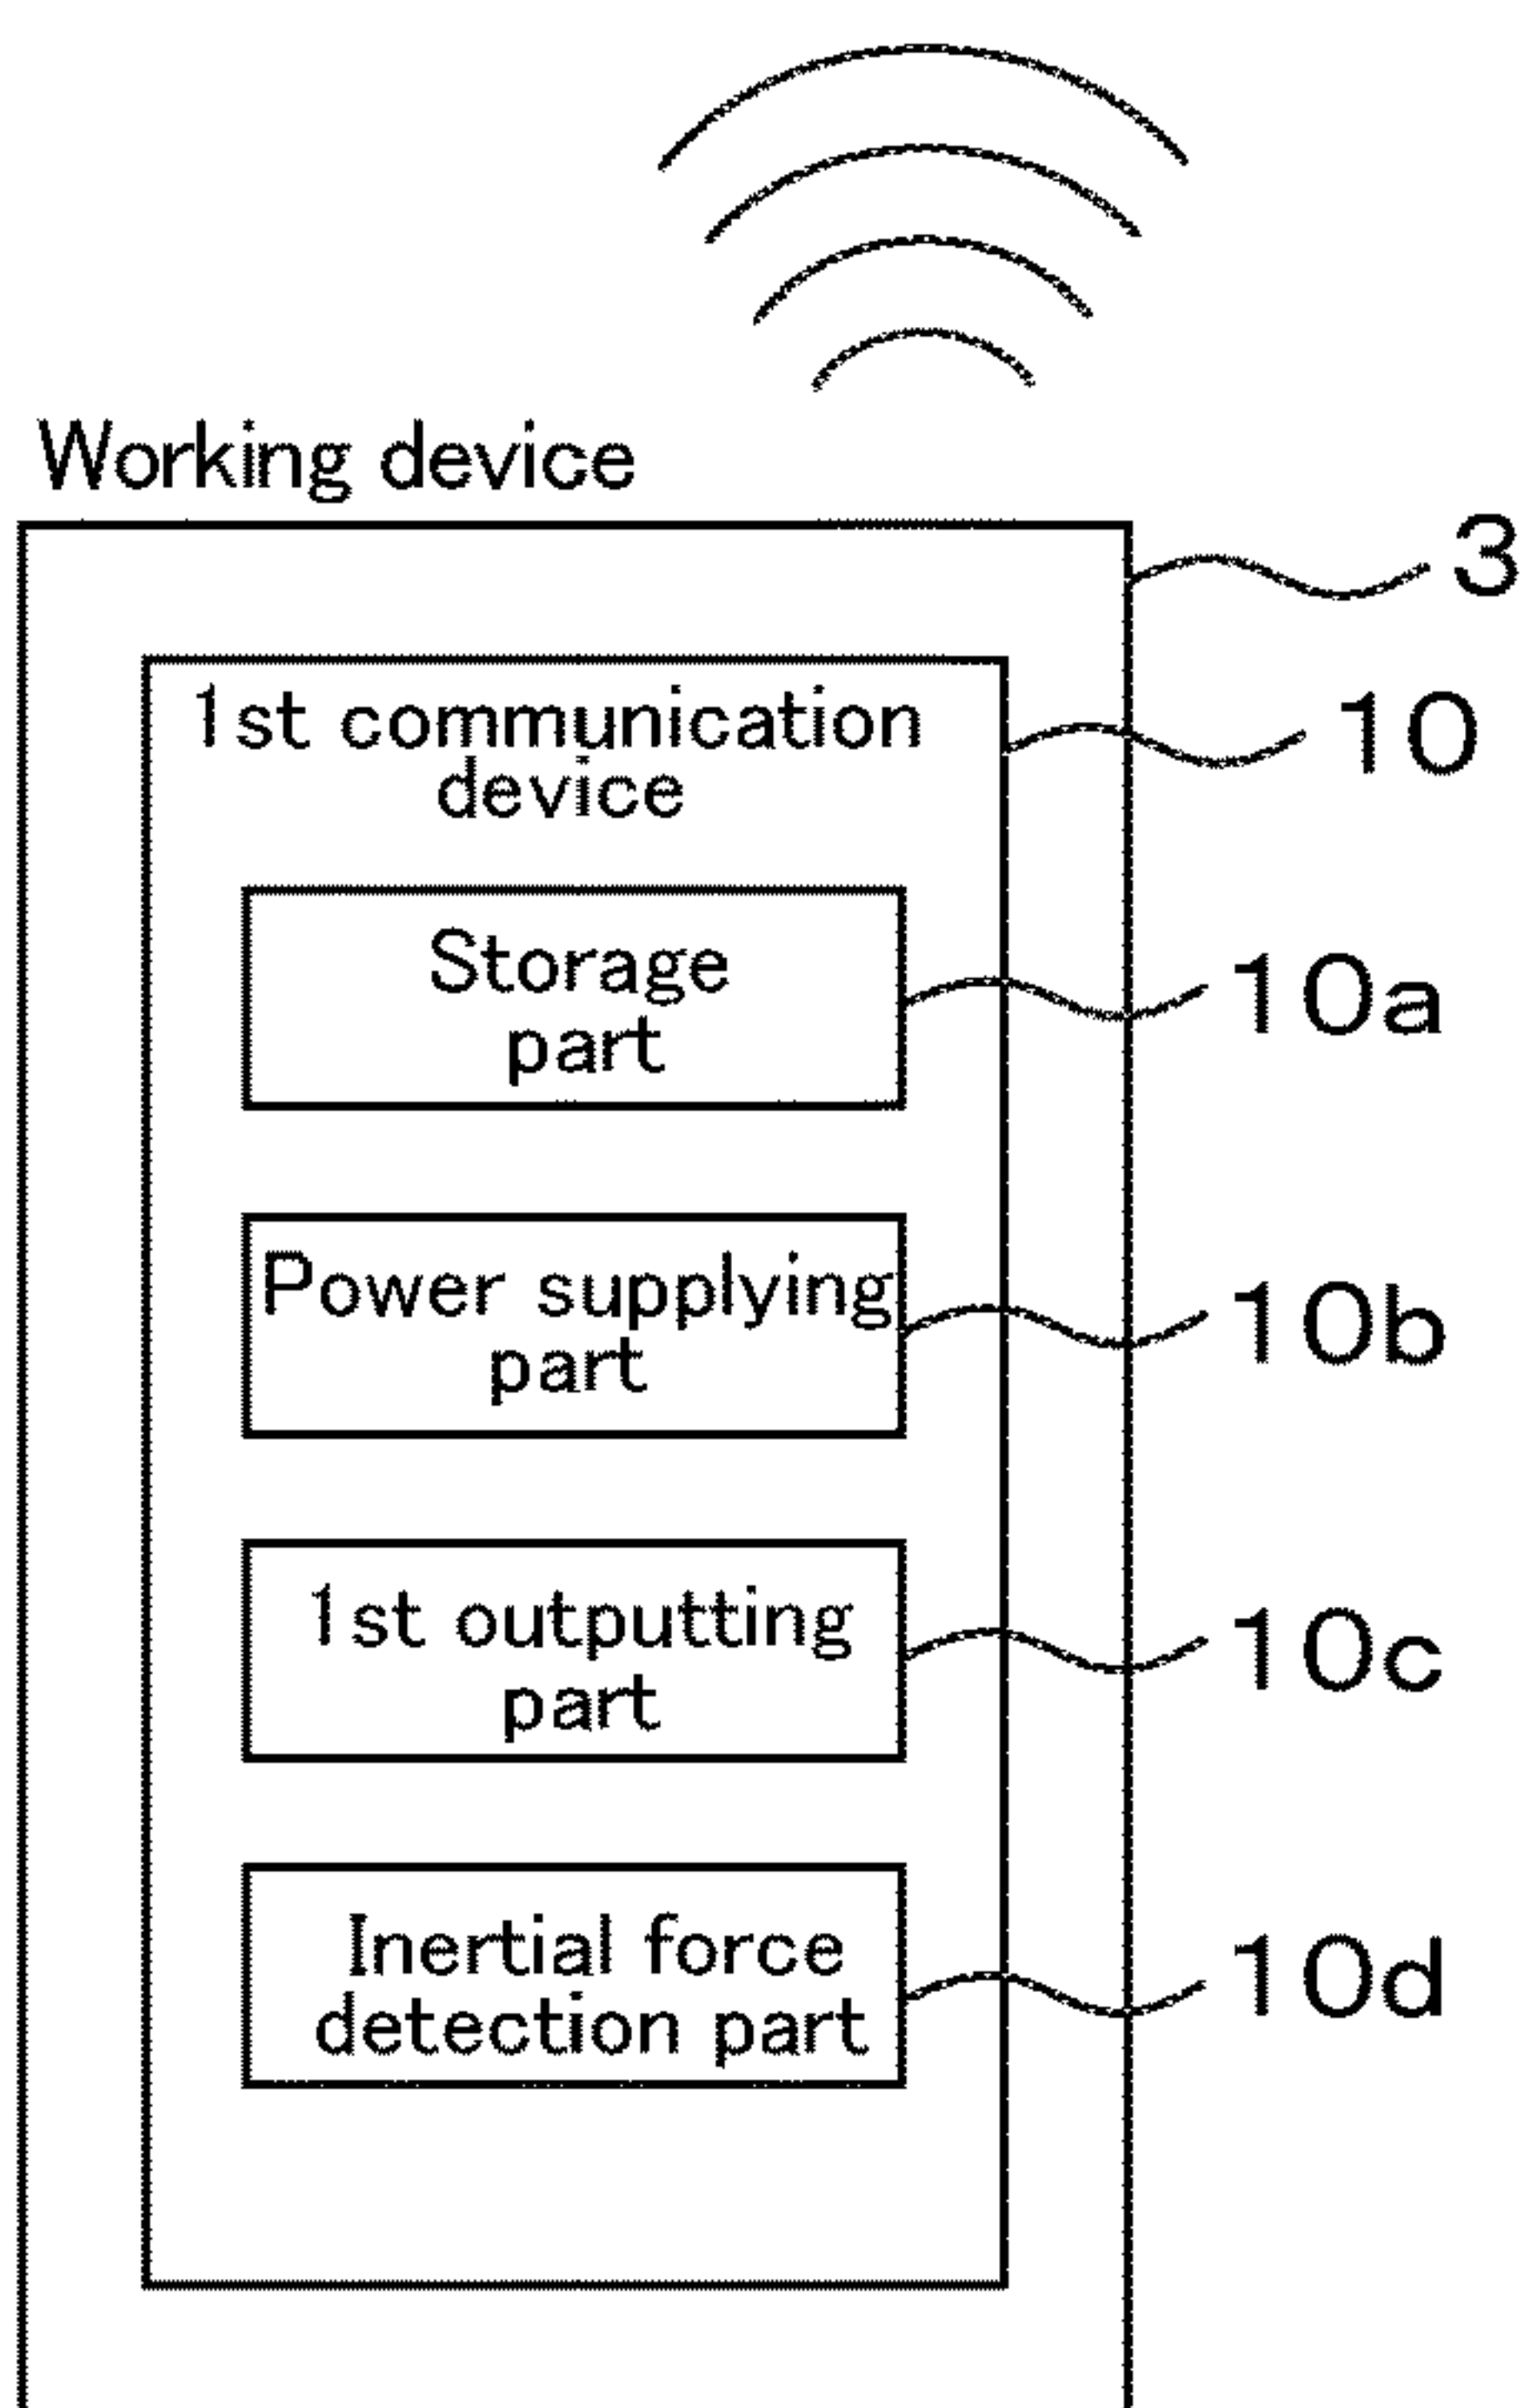 Working device
3
1st communication
device
10
Storage
part
10a
Power supplying
part
10b
1st outputting
part
10c
Inertial force
detection part
10d